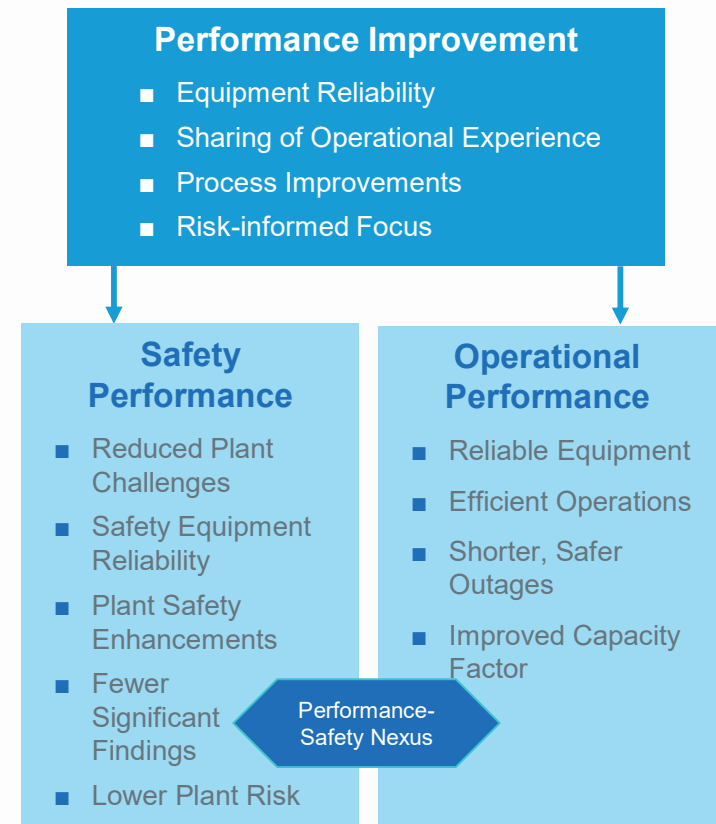 Performance Improvement
■ Equipment Reliability
■ Sharing of Operational Experience
■ Process Improvements
■ Risk-informed Focus
Safety
Performance
■ Reduced Plant
Challenges
■ Safety Equipment
Reliability
■ Plant Safety
Enhancements
■ Fewer
Significant
Findings
■ Lower Plant Risk
Operational
Performance
■ Reliable Equipment
■ Efficient Operations
■ Shorter, Safer
Outages
■ Improved Capacity
Factor
Performance-
Safety Nexus